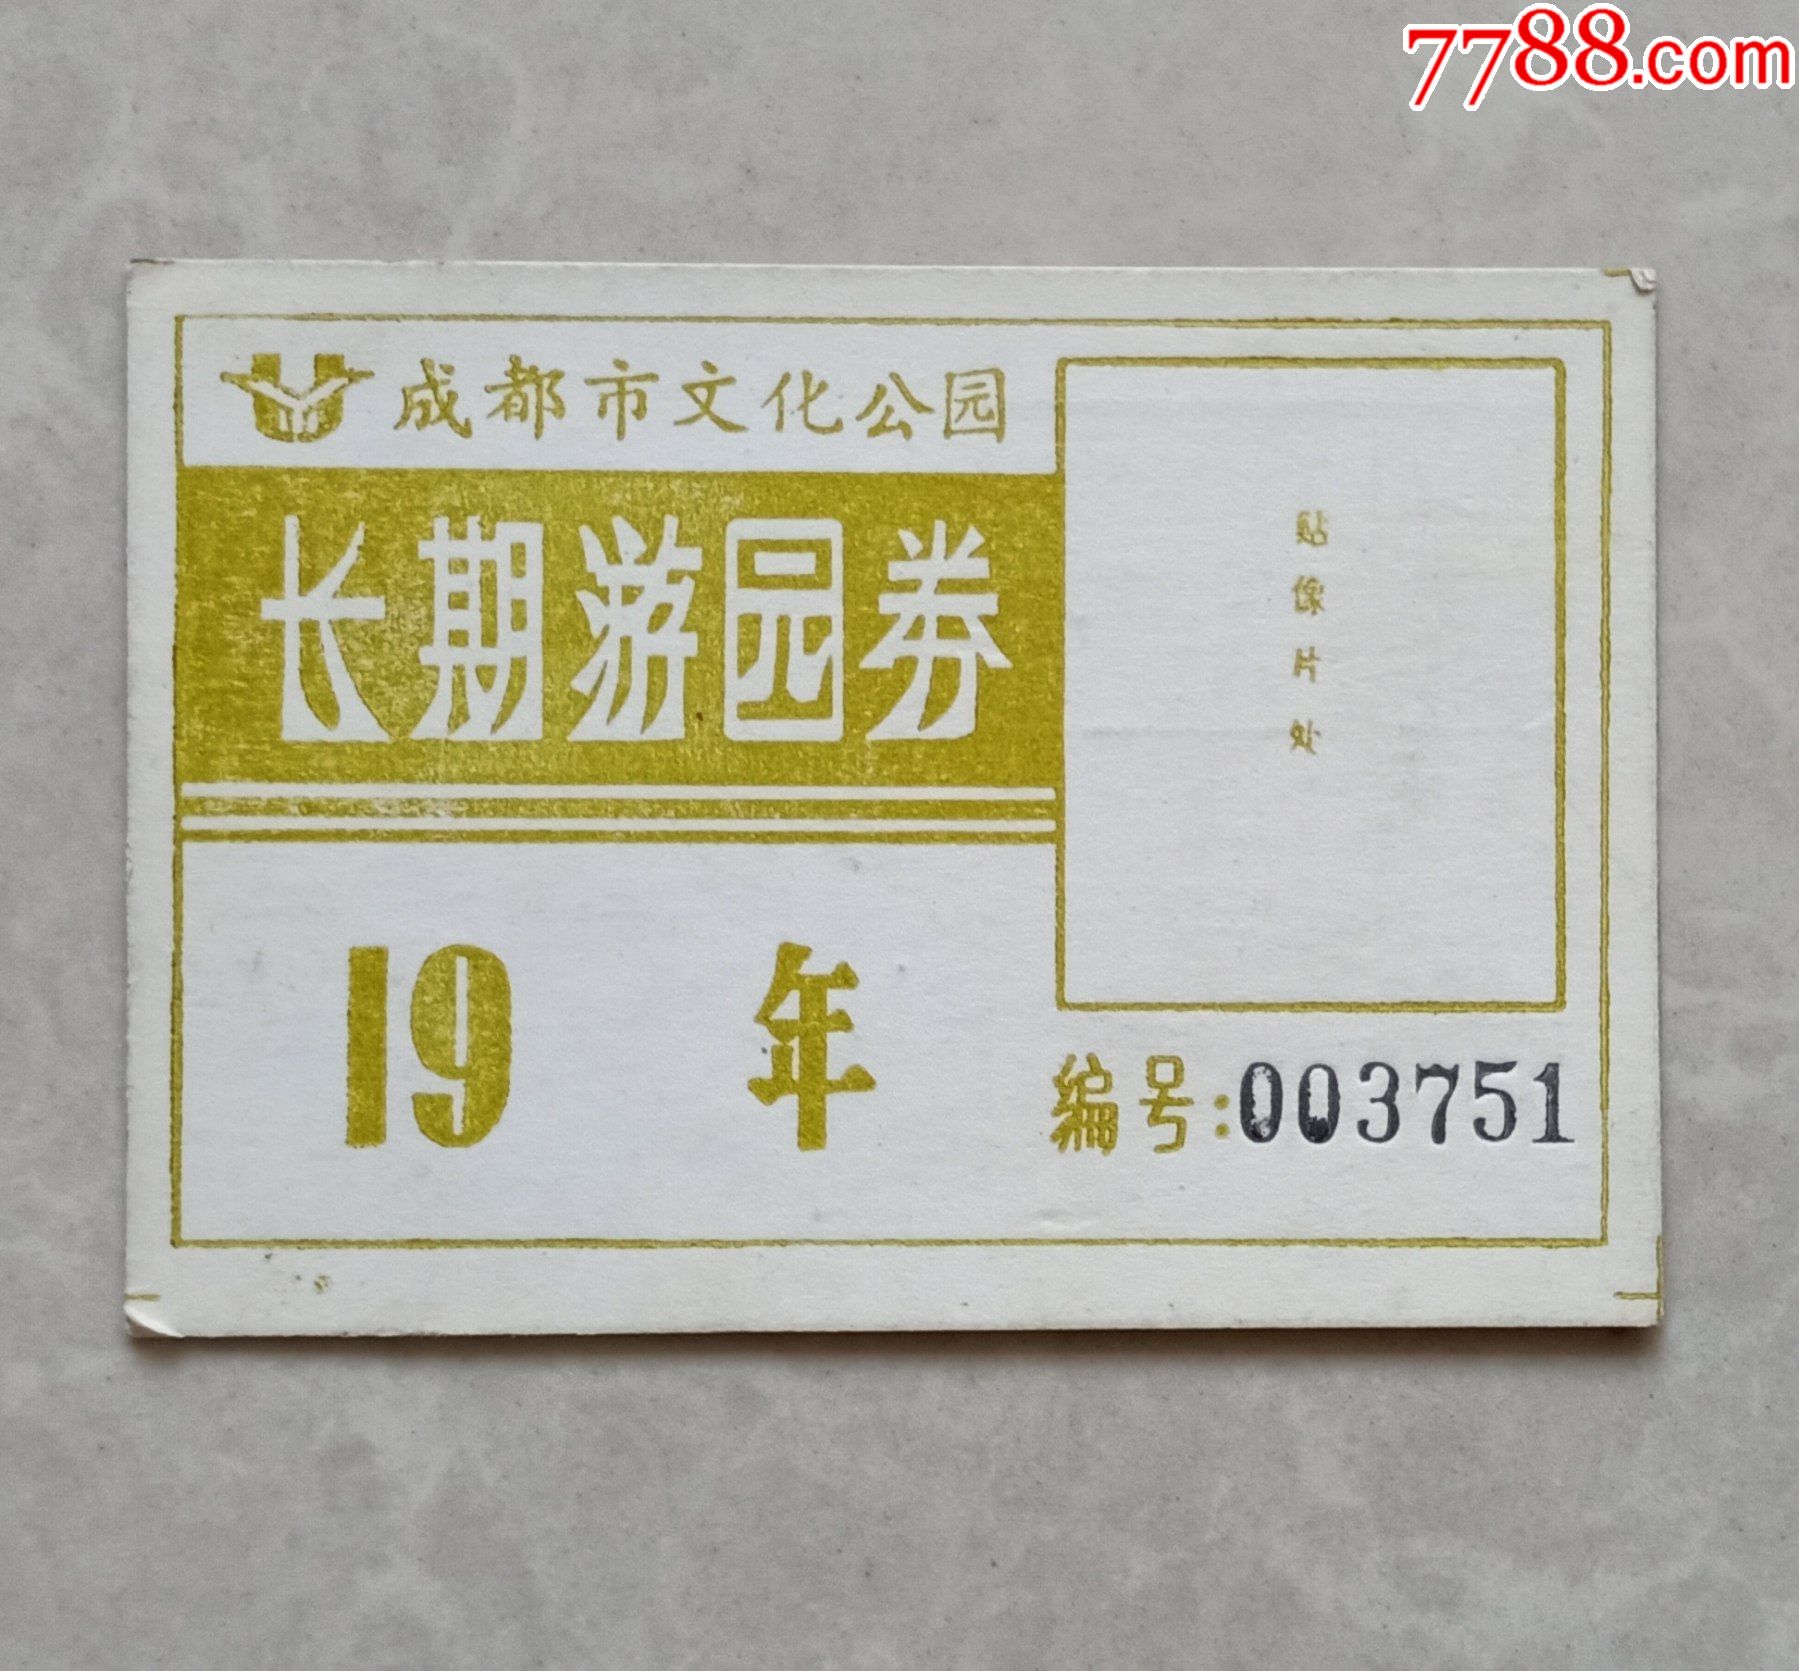 7788.com
成都市文化公园
长期游园券
贴像片处
19 年
编号:003751